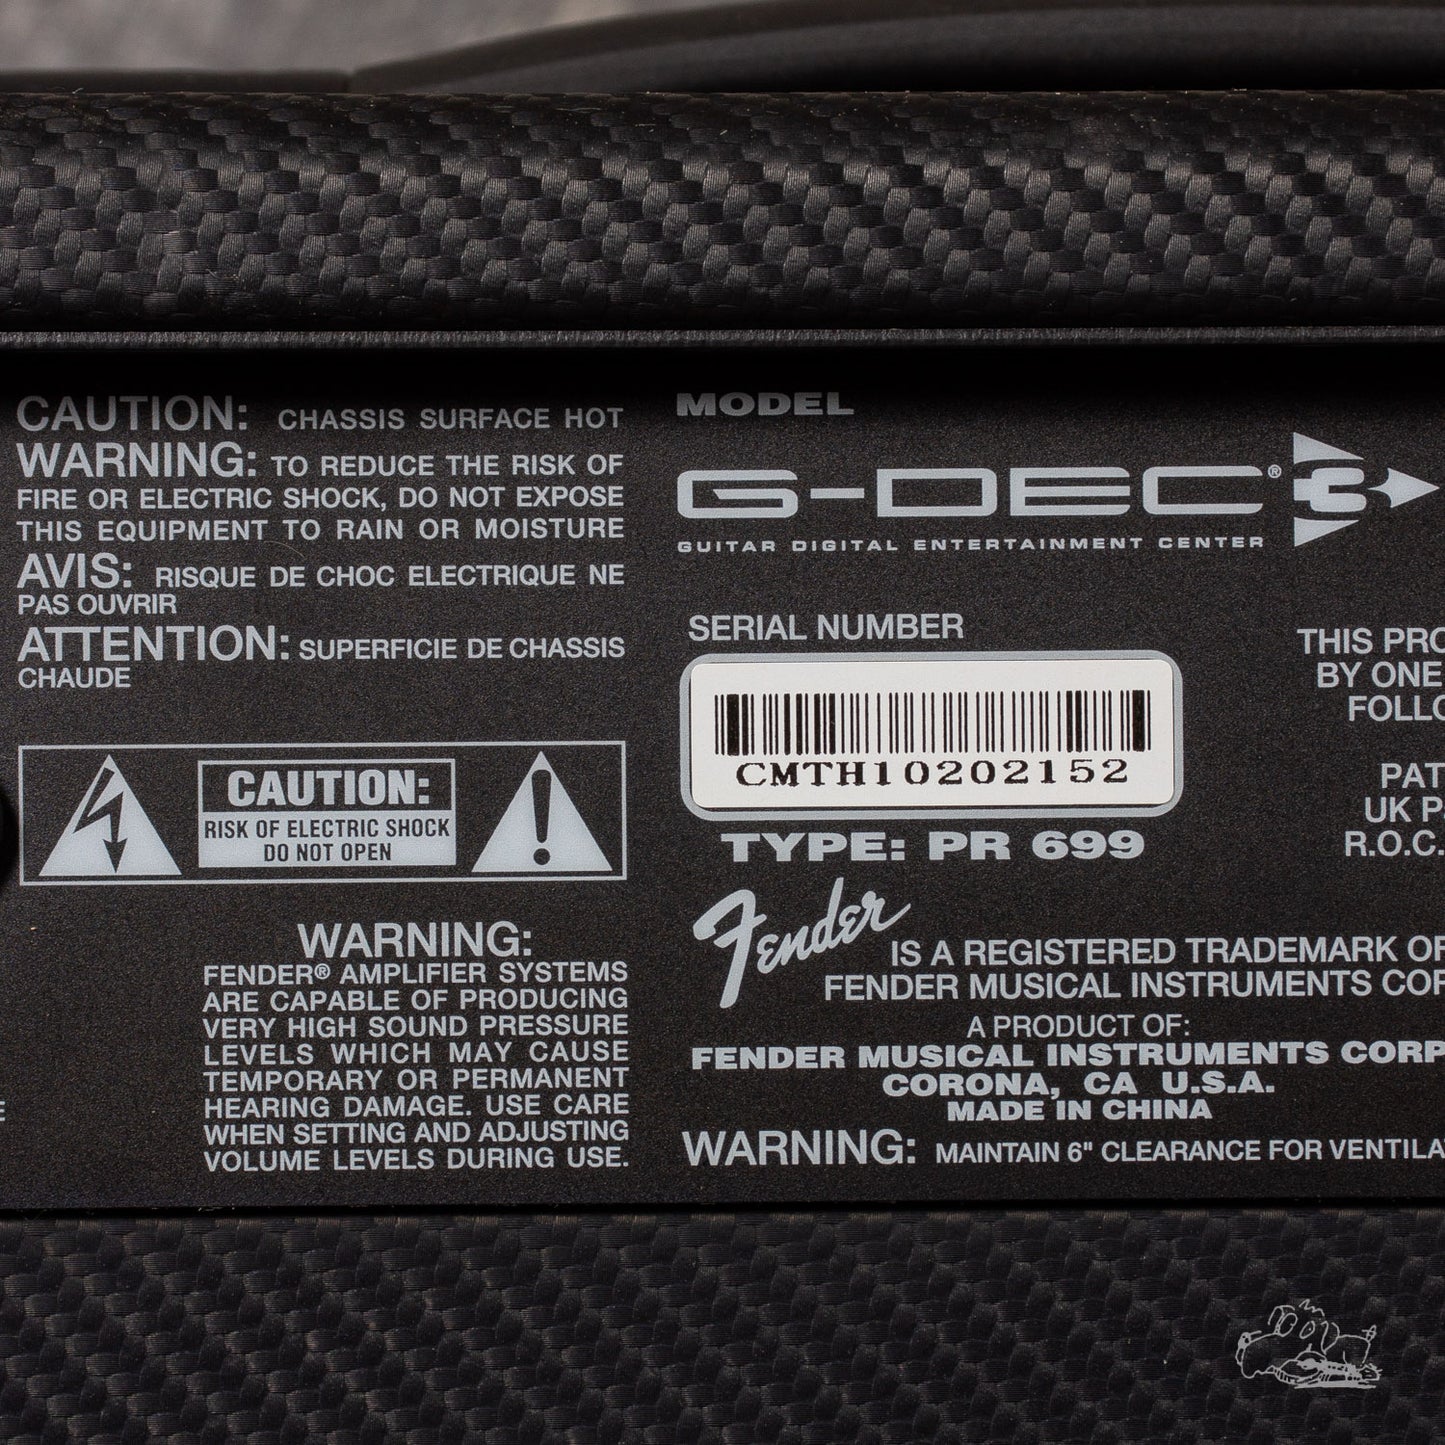 CAUTION: CHASSIS SURFACE HOT
WARNING: TO REDUCE THE RISK OF
FIRE OR ELECTRIC SHOCK, DO NOT EXPOSE
THIS EQUIPMENT TO RAIN OR MOISTURE
AVIS: RISQUE DE CHOC ELECTRIQUE NE
PAS OUVRIR
ATTENTION: SUPERFICIE DE CHASSIS
CHAUDE
CAUTION:
RISK OF ELECTRIC SHOCK
DO NOT OPEN
WARNING:
FENDER® AMPLIFIER SYSTEMS
ARE CAPABLE OF PRODUCING
VERY HIGH SOUND PRESSURE
LEVELS WHICH MAY CAUSE
TEMPORARY OR PERMANENT
HEARING DAMAGE. USE CARE
WHEN SETTING AND ADJUSTING
VOLUME LEVELS DURING USE.
MODEL
G-DEC® 3
GUITAR DIGITAL ENTERTAINMENT CENTER
SERIAL NUMBER
CMTH10202152
TYPE: PR 699
Fender IS A REGISTERED TRADEMARK OF
FENDER MUSICAL INSTRUMENTS COR
A PRODUCT OF:
FENDER MUSICAL INSTRUMENTS CORP
CORONA, CA U.S.A.
MADE IN CHINA
WARNING: MAINTAIN 6" CLEARANCE FOR VENTILA
THIS PRO
BY ONE
FOLLO
PAT
UK P
R.O.C.